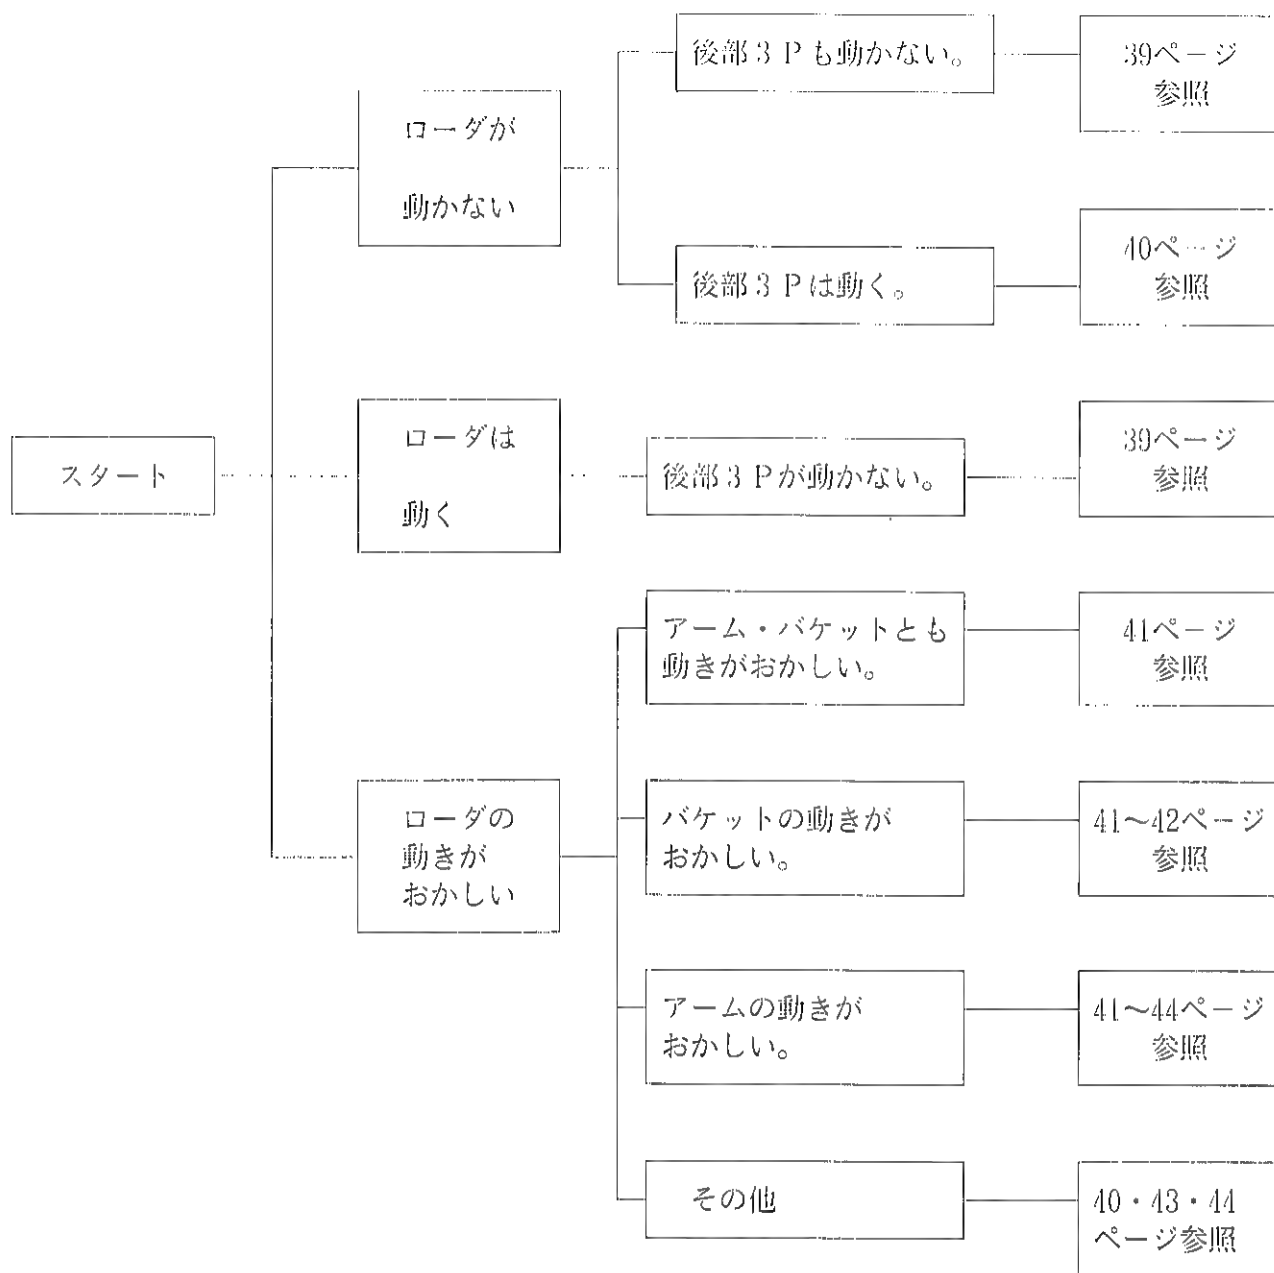 スタート
ローダが
動かない
後部3Pも動かない。
39ページ
参照
後部3Pは動く。
40ページ
参照
ローダは
動く
後部3Pが動かない。
39ページ
参照
ローダの
動きが
おかしい
アーム・バケットとも
動きがおかしい。
41ページ
参照
バケットの動きが
おかしい。
41～42ページ
参照
アームの動きが
おかしい。
41～44ページ
参照
その他
40・43・44
ページ参照